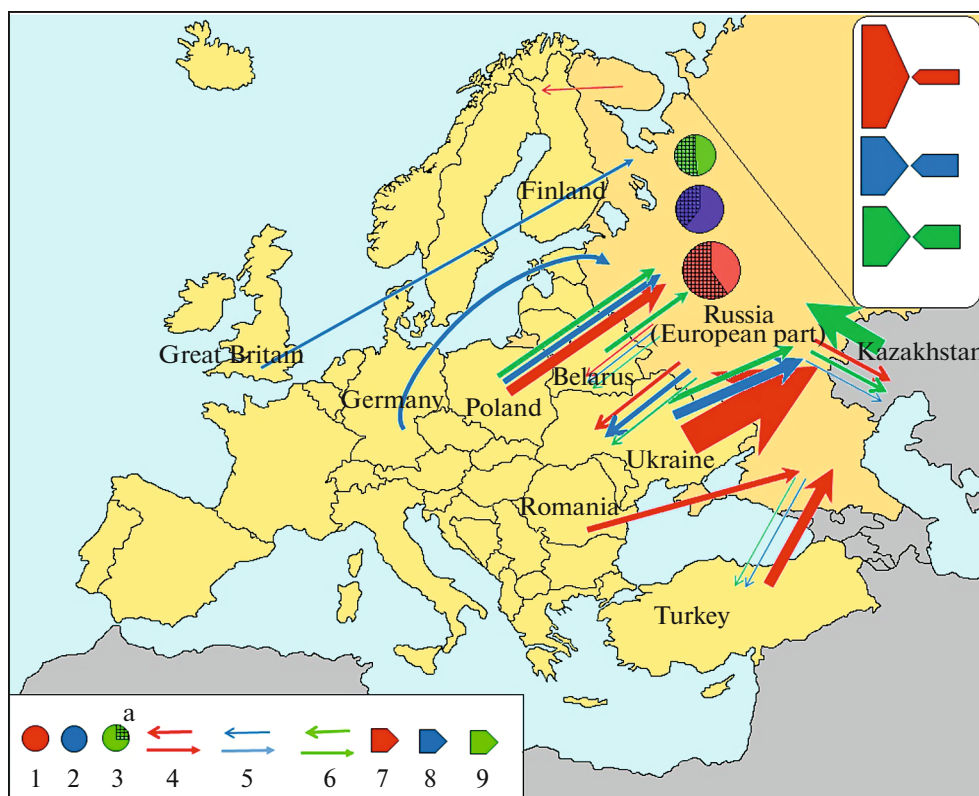 Finland
Russia
(European part)
Great Britain
Kazakhstan
Germany
Belarus
Poland
Ukraine
Romania
Turkey
a
1 2 3 4 5 6 7 8 9